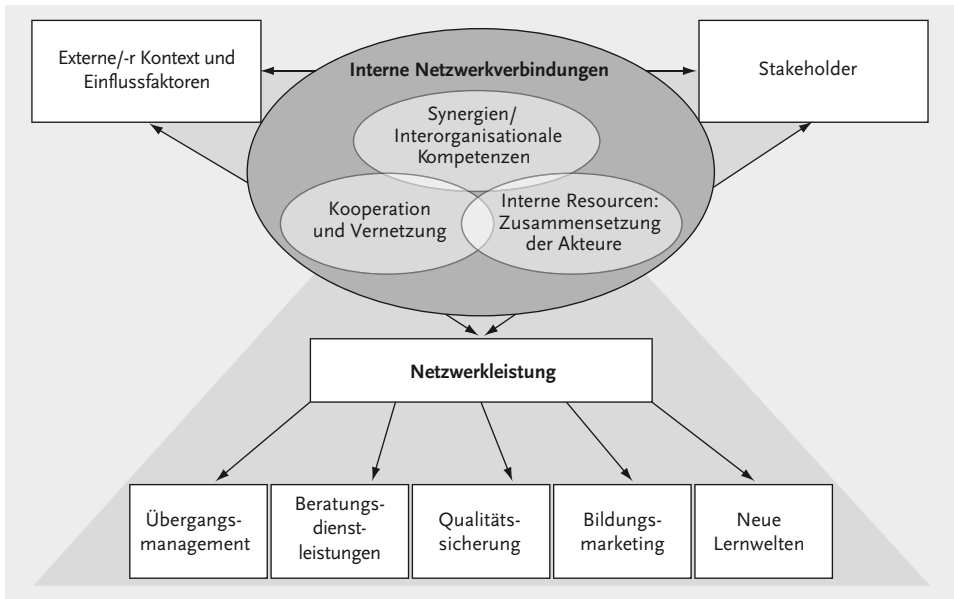 Externe/-r Kontext und
Einflussfaktoren
Interne Netzwerkverbindungen
Stakeholder
Synergien/
Interorganisationale
Kompetenzen
Kooperation
und Vernetzung
Interne Resourcen:
Zusammensetzung
der Akteure
Netzwerkleistung
Übergangs-
management
Beratungs-
dienst-
leistungen
Qualitäts-
sicherung
Bildungs-
marketing
Neue
Lernwelten